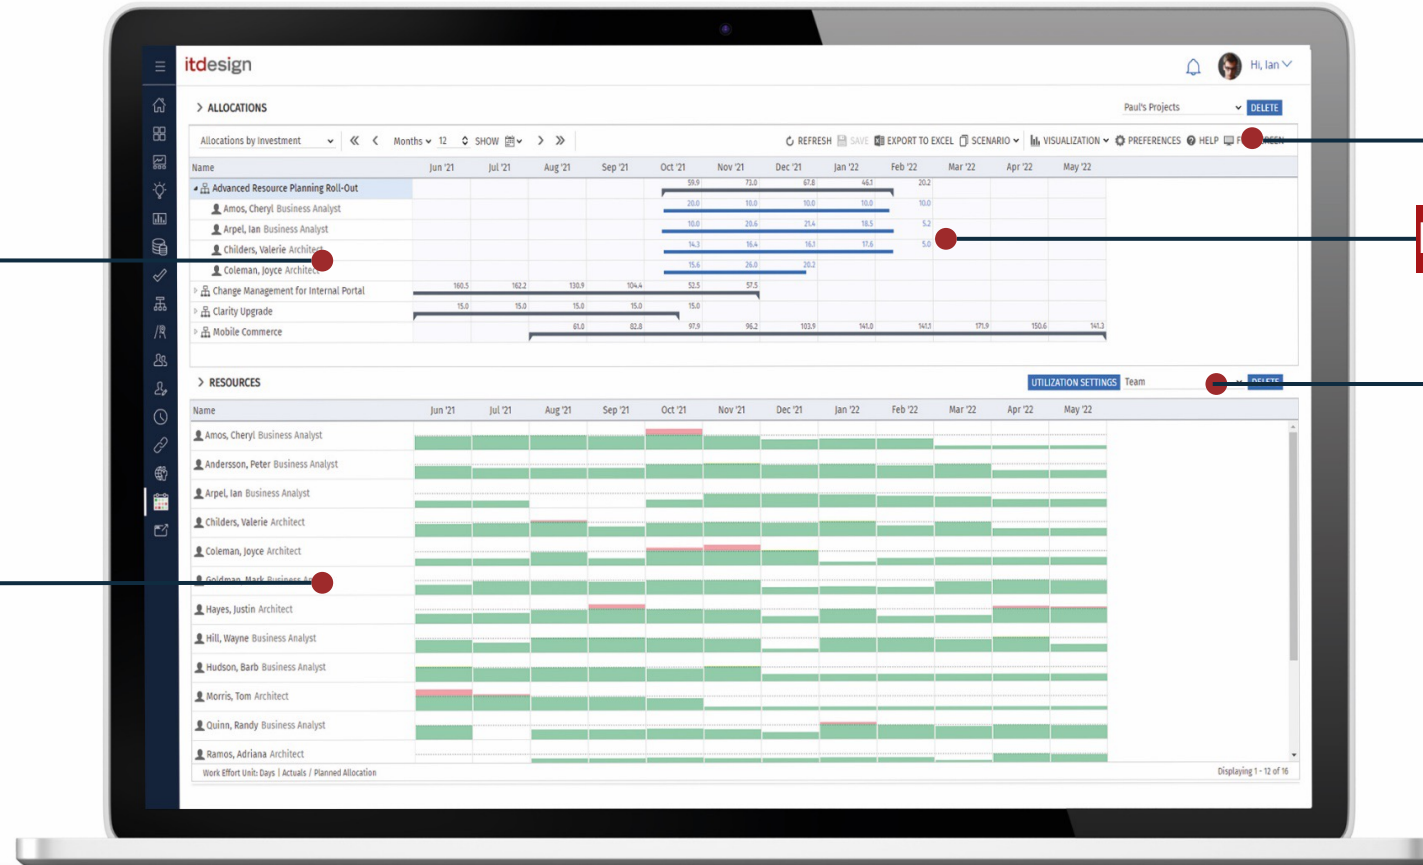 itdesign
Hi, Ian
ALLOCATIONS
Paul's Projects DELETE
Allocations by Investment Months 12 SHOW REFRESH SAVE EXPORT TO EXCEL SCENARIO VISUALIZATION PREFERENCES HELP
Name Jun '21 Jul '21 Aug '21 Sep '21 Oct '21 Nov '21 Dec '21 Jan '22 Feb '22 Mar '22 Apr '22 May '22
Advanced Resource Planning Roll-Out 59.9 73.0 67.8 46.1 20.2
Amos, Cheryl Business Analyst 20.0 10.0 10.0 10.0 10.0
Arpel, Ian Business Analyst 10.0 20.6 21.4 18.5 5.2
Childers, Valerie Architect 14.3 16.4 16.1 17.6 5.0
Coleman, Joyce Architect 15.6 26.0 20.2
Change Management for Internal Portal 160.5 162.2 130.9 104.4 52.5 57.5
Clarity Upgrade 15.0 15.0 15.0 15.0 15.0
Mobile Commerce 61.0 82.8 97.9 96.2 103.9 141.0 141.1 171.9 150.6 141.3
RESOURCES
UTILIZATION SETTINGS Team DELETE
Name Jun '21 Jul '21 Aug '21 Sep '21 Oct '21 Nov '21 Dec '21 Jan '22 Feb '22 Mar '22 Apr '22 May '22
Amos, Cheryl Business Analyst
Andersson, Peter Business Analyst
Arpel, Ian Business Analyst
Childers, Valerie Architect
Coleman, Joyce Architect
Goldman, Mark Business Analyst
Hayes, Justin Architect
Hill, Wayne Business Analyst
Hudson, Barb Business Analyst
Morris, Tom Architect
Quinn, Randy Business Analyst
Ramos, Adriana Architect
Work Effort Unit: Days | Actuals / Planned Allocation
Displaying 1 - 12 of 16